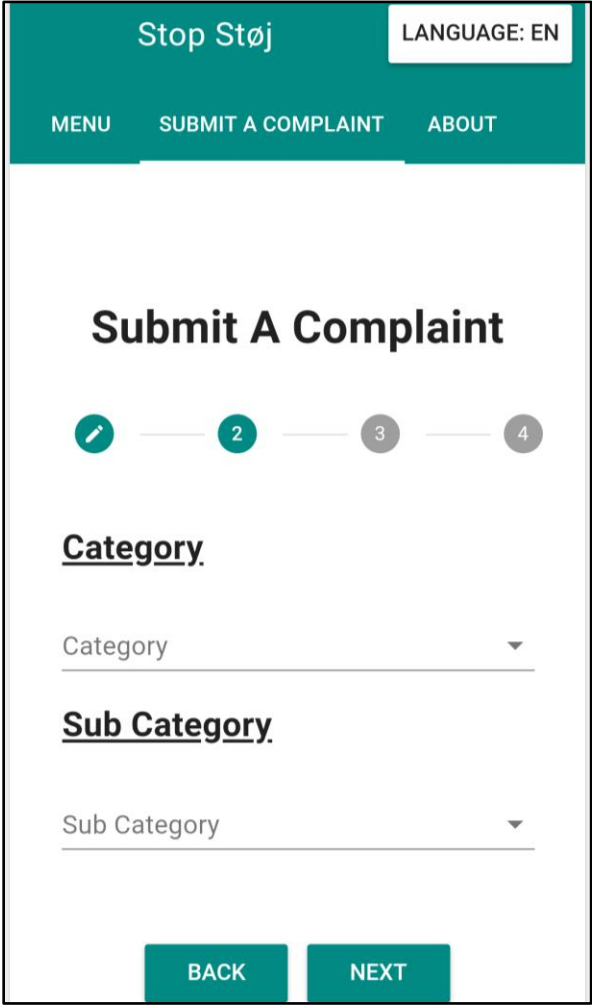 Stop Støj
LANGUAGE: EN
MENU SUBMIT A COMPLAINT ABOUT
Submit A Complaint
2 3 4
Category
Category
Sub Category
Sub Category
BACK NEXT